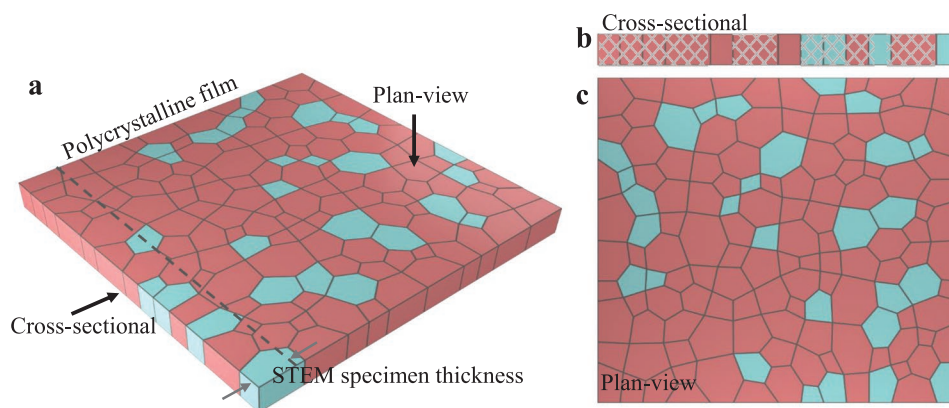 a
Polycrystalline film
Plan-view
Cross-sectional
STEM specimen thickness
b
Cross-sectional
c
Plan-view